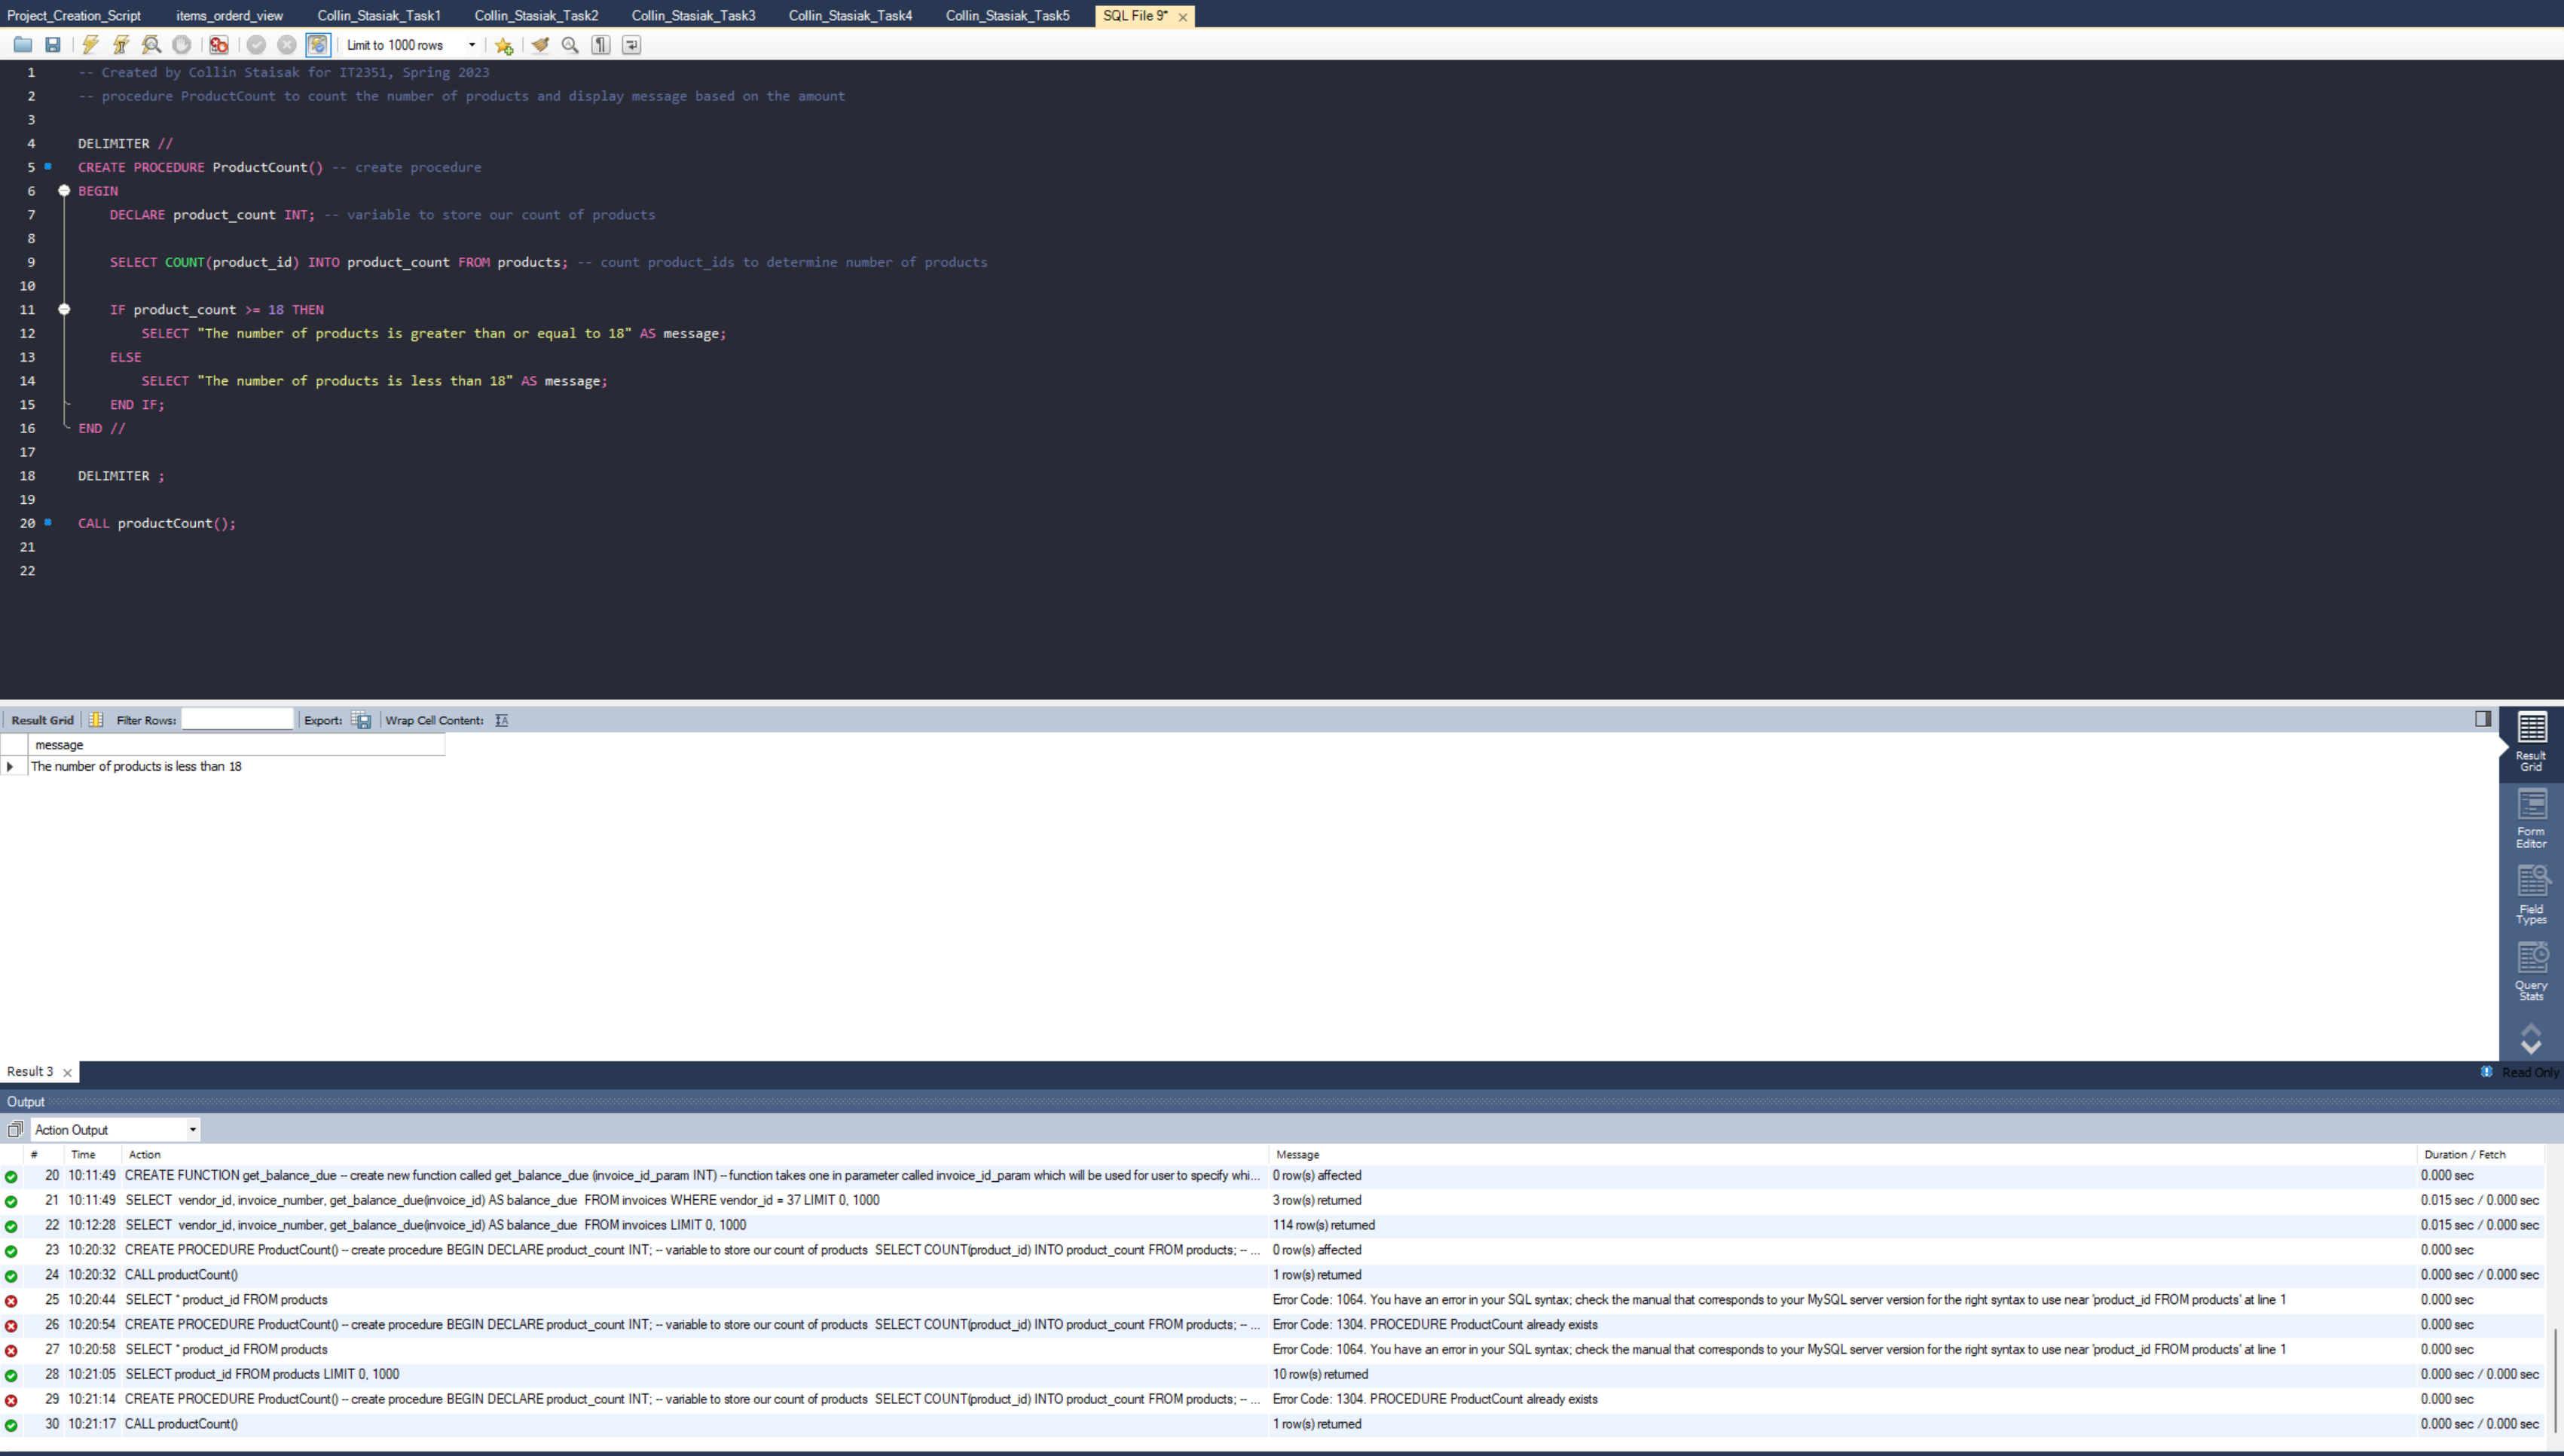 Project_Creation_Script items_orderd_view Collin_Stasiak_Task1 Collin_Stasiak_Task2 Collin_Stasiak_Task3 Collin_Stasiak_Task4 Collin_Stasiak_Task5 SQL File 9*
Limit to 1000 rows
1 -- Created by Collin Staisak for IT2351, Spring 2023
2 -- procedure ProductCount to count the number of products and display message based on the amount
3
4 DELIMITER //
5 CREATE PROCEDURE ProductCount() -- create procedure
6 BEGIN
7 DECLARE product_count INT; -- variable to store our count of products
8
9 SELECT COUNT(product_id) INTO product_count FROM products; -- count product_ids to determine number of products
10
11 IF product_count >= 18 THEN
12 SELECT "The number of products is greater than or equal to 18" AS message;
13 ELSE
14 SELECT "The number of products is less than 18" AS message;
15 END IF;
16 END //
17
18 DELIMITER ;
19
20 CALL productCount();
21
22
Result Grid Filter Rows: Export: Wrap Cell Content:
message
The number of products is less than 18
Result Grid
Form Editor
Field Types
Query Stats
Result 3
Read Only
Output
Action Output
# Time Action Message Duration / Fetch
20 10:11:49 CREATE FUNCTION get_balance_due -- create new function called get_balance_due (invoice_id_param INT) -- function takes one in parameter called invoice_id_param which will be used for user to specify whi... 0 row(s) affected 0.000 sec
21 10:11:49 SELECT vendor_id, invoice_number, get_balance_due(invoice_id) AS balance_due FROM invoices WHERE vendor_id = 37 LIMIT 0, 1000 3 row(s) returned 0.015 sec / 0.000 sec
22 10:12:28 SELECT vendor_id, invoice_number, get_balance_due(invoice_id) AS balance_due FROM invoices LIMIT 0, 1000 114 row(s) returned 0.015 sec / 0.000 sec
23 10:20:32 CREATE PROCEDURE ProductCount() -- create procedure BEGIN DECLARE product_count INT; -- variable to store our count of products SELECT COUNT(product_id) INTO product_count FROM products; -- ... 0 row(s) affected 0.000 sec
24 10:20:32 CALL productCount() 1 row(s) returned 0.000 sec / 0.000 sec
25 10:20:44 SELECT * product_id FROM products Error Code: 1064. You have an error in your SQL syntax; check the manual that corresponds to your MySQL server version for the right syntax to use near 'product_id FROM products' at line 1 0.000 sec
26 10:20:54 CREATE PROCEDURE ProductCount() -- create procedure BEGIN DECLARE product_count INT; -- variable to store our count of products SELECT COUNT(product_id) INTO product_count FROM products; -- ... Error Code: 1304. PROCEDURE ProductCount already exists 0.000 sec
27 10:20:58 SELECT * product_id FROM products Error Code: 1064. You have an error in your SQL syntax; check the manual that corresponds to your MySQL server version for the right syntax to use near 'product_id FROM products' at line 1 0.000 sec
28 10:21:05 SELECT product_id FROM products LIMIT 0, 1000 10 row(s) returned 0.000 sec / 0.000 sec
29 10:21:14 CREATE PROCEDURE ProductCount() -- create procedure BEGIN DECLARE product_count INT; -- variable to store our count of products SELECT COUNT(product_id) INTO product_count FROM products; -- ... Error Code: 1304. PROCEDURE ProductCount already exists 0.000 sec
30 10:21:17 CALL productCount() 1 row(s) returned 0.000 sec / 0.000 sec